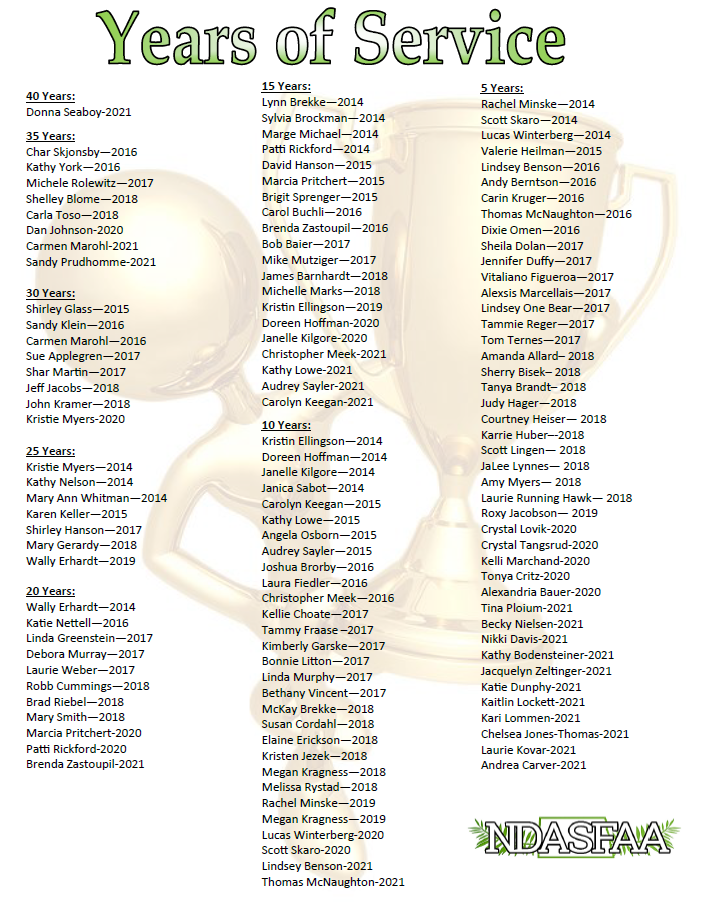 Years of Service
40 Years:
Donna Seaboy-2021
35 Years:
Char Skjonsby—2016
Kathy York—2016
Michele Rolewitz—2017
Shelley Blome—2018
Carla Toso—2018
Dan Johnson-2020
Carmen Marohl-2021
Sandy Prudhomme-2021
30 Years:
Shirley Glass—2015
Sandy Klein—2016
Carmen Marohl—2016
Sue Applegren—2017
Shar Martin—2017
Jeff Jacobs—2018
John Kramer—2018
Kristie Myers-2020
25 Years:
Kristie Myers—2014
Kathy Nelson—2014
Mary Ann Whitman—2014
Karen Keller—2015
Shirley Hanson—2017
Mary Gerardy—2018
Wally Erhardt—2019
20 Years:
Wally Erhardt—2014
Katie Nettell—2016
Linda Greenstein—2017
Debora Murray—2017
Laurie Weber—2017
Robb Cummings—2018
Brad Riebel—2018
Mary Smith—2018
Marcia Pritchert-2020
Patti Rickford-2020
Brenda Zastoupil-2021
15 Years:
Lynn Brekke—2014
Sylvia Brockman—2014
Marge Michael—2014
Patti Rickford—2014
David Hanson—2015
Marcia Pritchert—2015
Brigit Sprenger—2015
Carol Buchli—2016
Brenda Zastoupil—2016
Bob Baier—2017
Mike Mutziger—2017
James Barnhardt—2018
Michelle Marks—2018
Kristin Ellingson—2019
Doreen Hoffman-2020
Janelle Kilgore-2020
Christopher Meek-2021
Kathy Lowe-2021
Audrey Sayler-2021
Carolyn Keegan-2021
10 Years:
Kristin Ellingson—2014
Doreen Hoffman—2014
Janelle Kilgore—2014
Janica Sabot—2014
Carolyn Keegan—2015
Kathy Lowe—2015
Angela Osborn—2015
Audrey Sayler—2015
Joshua Brorby—2016
Laura Fiedler—2016
Christopher Meek—2016
Kellie Choate—2017
Tammy Fraase—2017
Kimberly Garske—2017
Bonnie Litton—2017
Linda Murphy—2017
Bethany Vincent—2017
McKay Brekke—2018
Susan Cordahl—2018
Elaine Erickson—2018
Kristen Jezek—2018
Megan Kragness—2018
Melissa Rystad—2018
Rachel Minske—2019
Megan Kragness—2019
Lucas Winterberg-2020
Scott Skaro-2020
Lindsey Benson-2021
Thomas McNaughton-2021
5 Years:
Rachel Minske—2014
Scott Skaro—2014
Lucas Winterberg—2014
Valerie Heilman—2015
Lindsey Benson—2016
Andy Berntson—2016
Carin Kruger—2016
Thomas McNaughton—2016
Dixie Omen—2016
Sheila Dolan—2017
Jennifer Duffy—2017
Vitaliano Figueroa—2017
Alexsis Marcellais—2017
Lindsey One Bear—2017
Tammie Reger—2017
Tom Ternes—2017
Amanda Allard– 2018
Sherry Bisek– 2018
Tanya Brandt– 2018
Judy Hager—2018
Courtney Heiser— 2018
Karrie Huber—2018
Scott Lingen— 2018
JaLee Lynnes— 2018
Amy Myers— 2018
Laurie Running Hawk— 2018
Roxy Jacobson— 2019
Crystal Lovik-2020
Crystal Tangsrud-2020
Kelli Marchand-2020
Tonya Critz-2020
Alexandria Bauer-2020
Tina Ploium-2021
Becky Nielsen-2021
Nikki Davis-2021
Kathy Bodensteiner-2021
Jacquelyn Zeltinger-2021
Katie Dunphy-2021
Kaitlin Lockett-2021
Kari Lommen-2021
Chelsea Jones-Thomas-2021
Laurie Kovar-2021
Andrea Carver-2021
NDASFAA